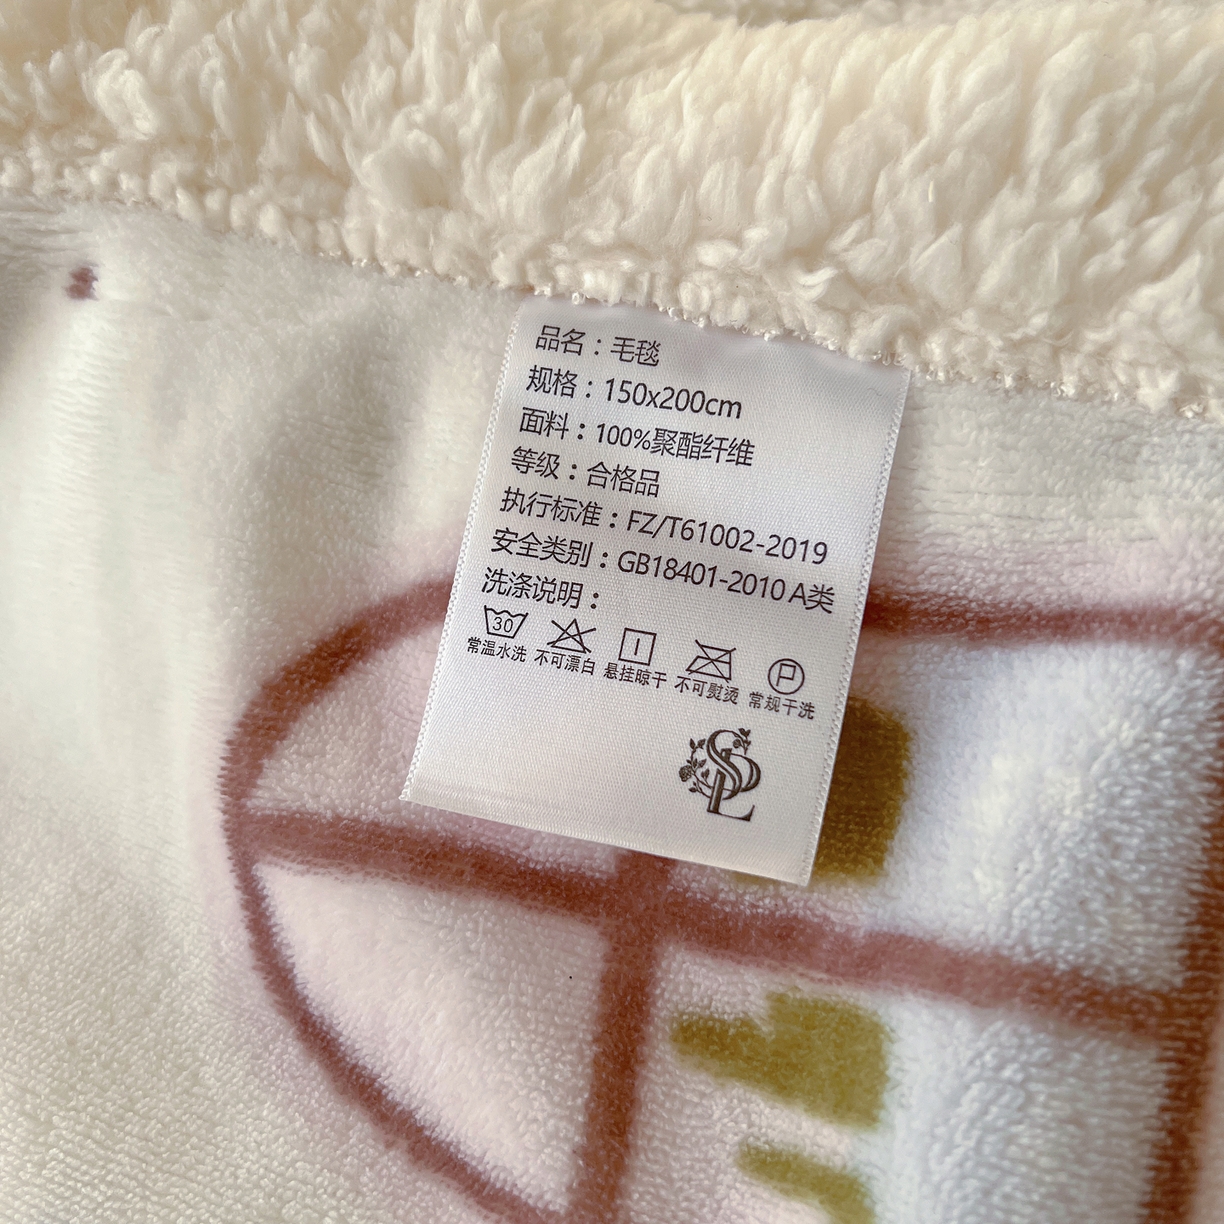 品名：毛毯
规格：150x200cm
面料：100%聚酯纤维
等级：合格品
执行标准：FZ/T61002-2019
安全类别：GB18401-2010 A类
洗涤说明：
30 P
常温水洗 不可漂白 悬挂晾干 不可熨烫 常规干洗
SL